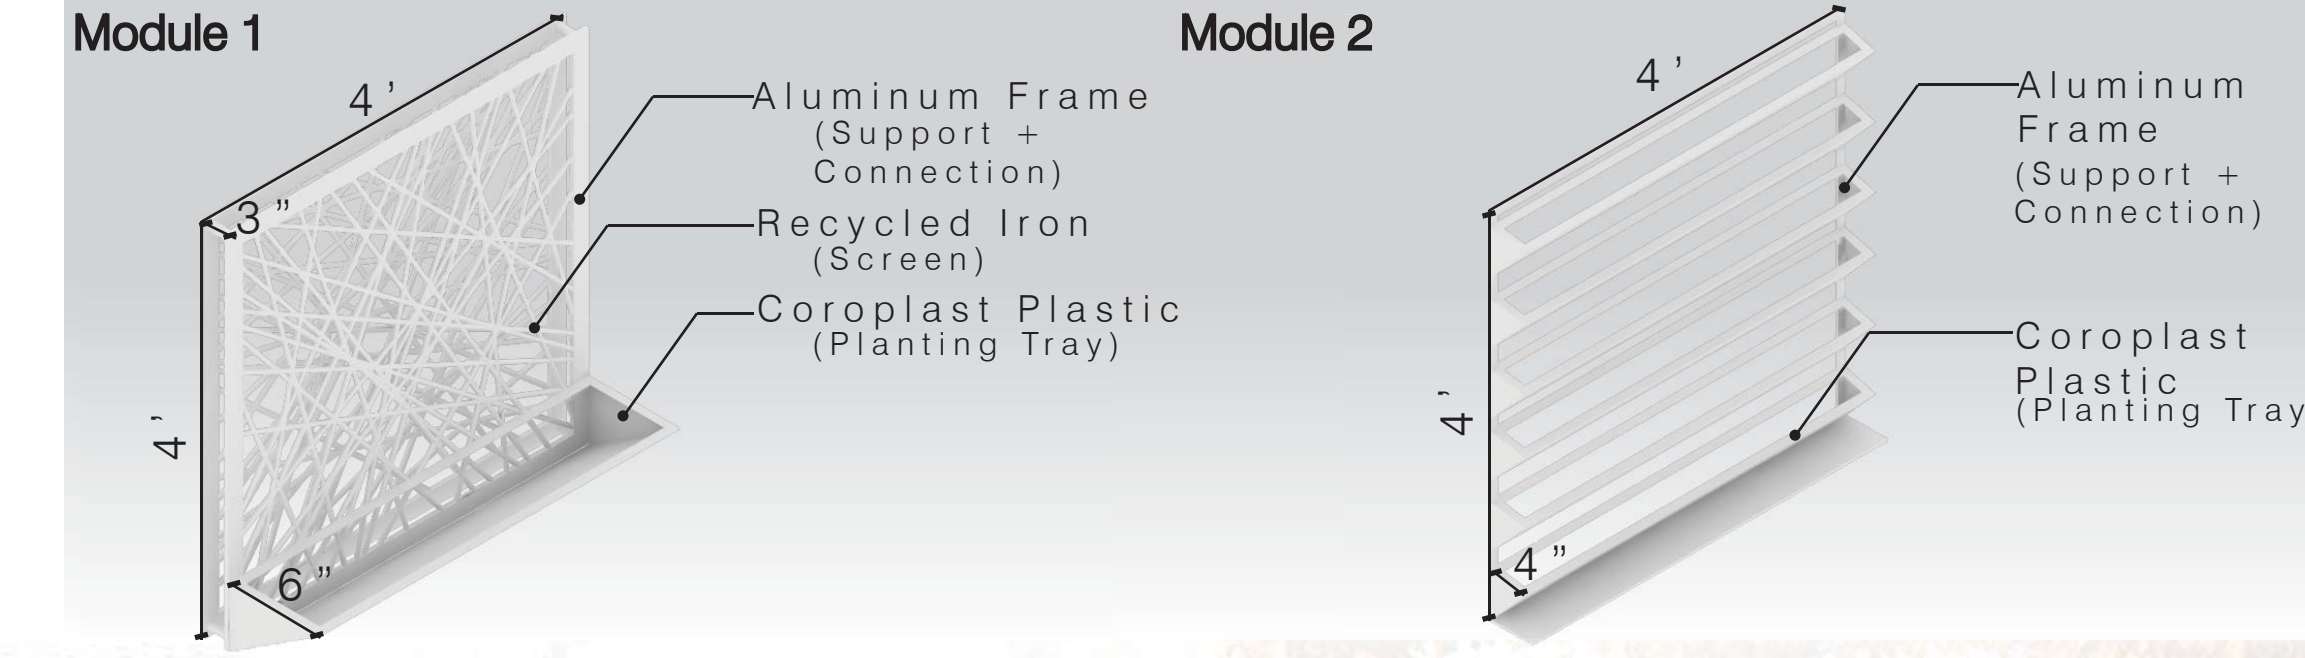 Module 1
4’
3”
4’
6”
Aluminum Frame
(Support +
Connection)
Recycled Iron
(Screen)
Coroplast Plastic
(Planting Tray)
Module 2
4’
4’
4”
Aluminum
Frame
(Support +
Connection)
Coroplast
Plastic
(Planting Tray